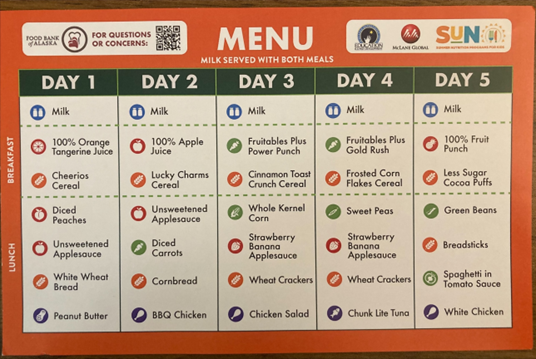 FOOD BANK
OF ALASKA
FOR QUESTIONS
OR CONCERNS:
MENU
MILK SERVED WITH BOTH MEALS
EDUCATION
MCLANE GLOBAL
SUN
SUMMER NUTRITION PROGRAMS FOR KIDS
DAY 1
DAY 2
DAY 3
DAY 4
DAY 5
BREAKFAST
Milk
Milk
Milk
Milk
Milk
100% Orange
Tangerine Juice
100% Apple
Juice
Fruitables Plus
Power Punch
Fruitables Plus
Gold Rush
100% Fruit
Punch
Cheerios
Cereal
Lucky Charms
Cereal
Cinnamon Toast
Crunch Cereal
Frosted Corn
Flakes Cereal
Less Sugar
Cocoa Puffs
LUNCH
Diced
Peaches
Unsweetened
Applesauce
Whole Kernel
Corn
Sweet Peas
Green Beans
Unsweetened
Applesauce
Diced
Carrots
Strawberry
Banana
Applesauce
Strawberry
Banana
Applesauce
Breadsticks
White Wheat
Bread
Cornbread
Wheat Crackers
Wheat Crackers
Spaghetti in
Tomato Sauce
Peanut Butter
BBQ Chicken
Chicken Salad
Chunk Lite Tuna
White Chicken